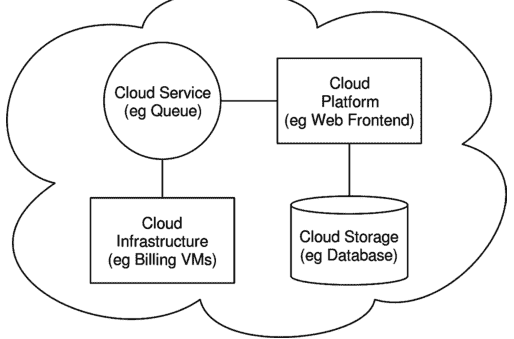 Cloud Service
(eg Queue)
Cloud
Platform
(eg Web Frontend)
Cloud
Infrastructure
(eg Billing VMs)
Cloud Storage
(eg Database)